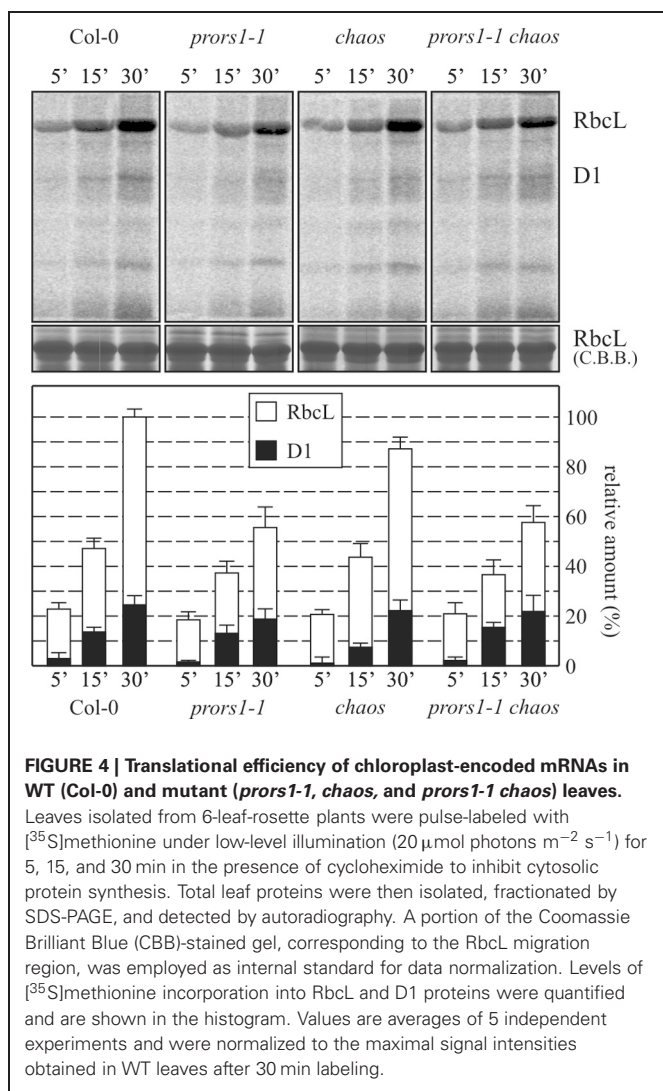 Col-0 prors1-1 chaos prors1-1 chaos
5’ 15’ 30’ 5’ 15’ 30’ 5’ 15’ 30’ 5’ 15’ 30’
RbcL
D1
RbcL
(C.B.B.)
RbcL
D1
100
80
60
40
20
0
relative amount (%)
5’ 15’ 30’ 5’ 15’ 30’ 5’ 15’ 30’ 5’ 15’ 30’
Col-0 prors1-1 chaos prors1-1 chaos
FIGURE 4 | Translational efficiency of chloroplast-encoded mRNAs in
WT (Col-0) and mutant (prors1-1, chaos, and prors1-1 chaos) leaves.
Leaves isolated from 6-leaf-rosette plants were pulse-labeled with
[³⁵S]methionine under low-level illumination (20 μmol photons m⁻² s⁻¹) for
5, 15, and 30 min in the presence of cycloheximide to inhibit cytosolic
protein synthesis. Total leaf proteins were then isolated, fractionated by
SDS-PAGE, and detected by autoradiography. A portion of the Coomassie
Brilliant Blue (CBB)-stained gel, corresponding to the RbcL migration
region, was employed as internal standard for data normalization. Levels of
[³⁵S]methionine incorporation into RbcL and D1 proteins were quantified
and are shown in the histogram. Values are averages of 5 independent
experiments and were normalized to the maximal signal intensities
obtained in WT leaves after 30 min labeling.